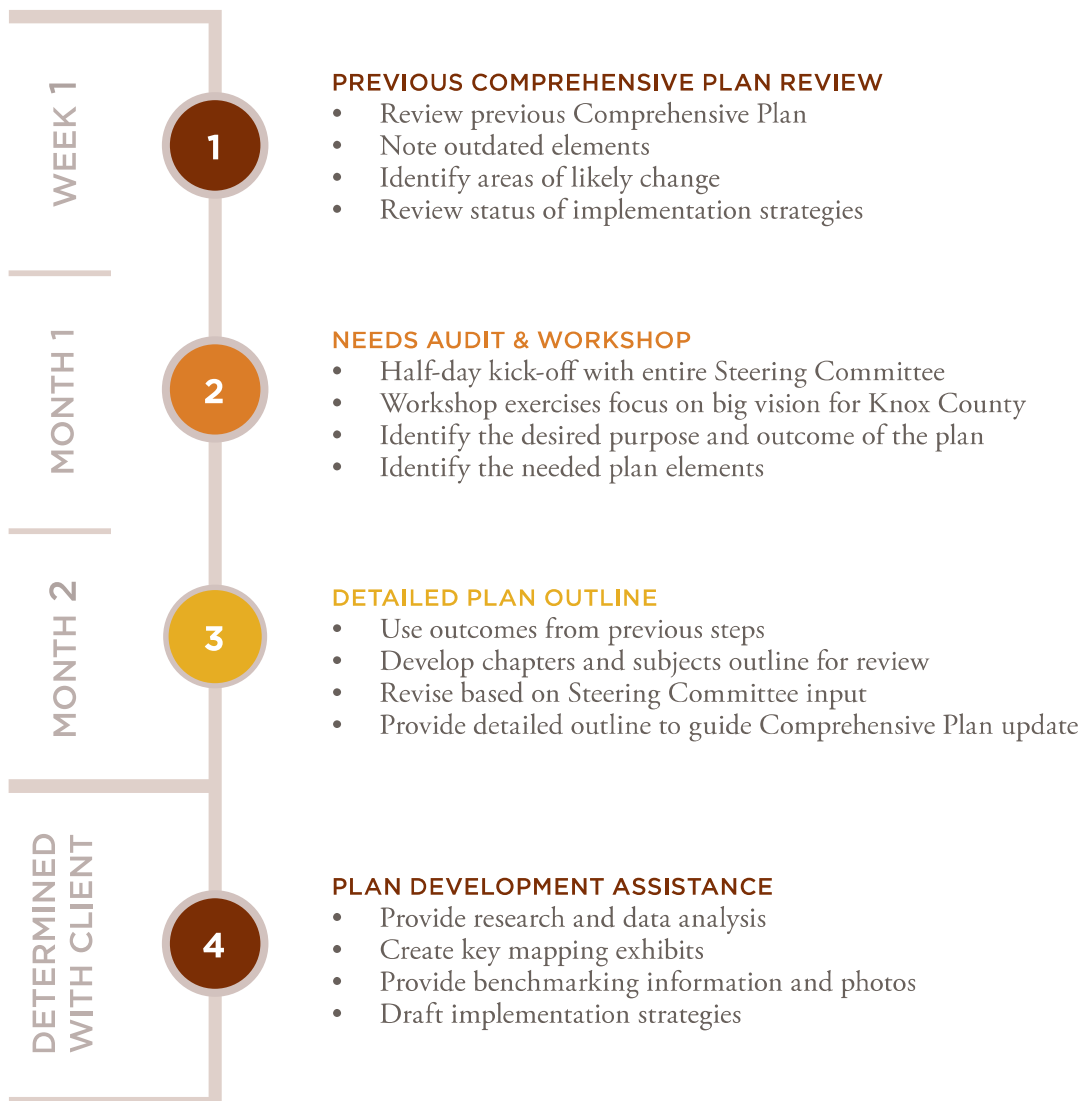 WEEK 1
1
PREVIOUS COMPREHENSIVE PLAN REVIEW
• Review previous Comprehensive Plan
• Note outdated elements
• Identify areas of likely change
• Review status of implementation strategies
MONTH 1
2
NEEDS AUDIT & WORKSHOP
• Half-day kick-off with entire Steering Committee
• Workshop exercises focus on big vision for Knox County
• Identify the desired purpose and outcome of the plan
• Identify the needed plan elements
MONTH 2
3
DETAILED PLAN OUTLINE
• Use outcomes from previous steps
• Develop chapters and subjects outline for review
• Revise based on Steering Committee input
• Provide detailed outline to guide Comprehensive Plan update
DETERMINED
WITH CLIENT
4
PLAN DEVELOPMENT ASSISTANCE
• Provide research and data analysis
• Create key mapping exhibits
• Provide benchmarking information and photos
• Draft implementation strategies